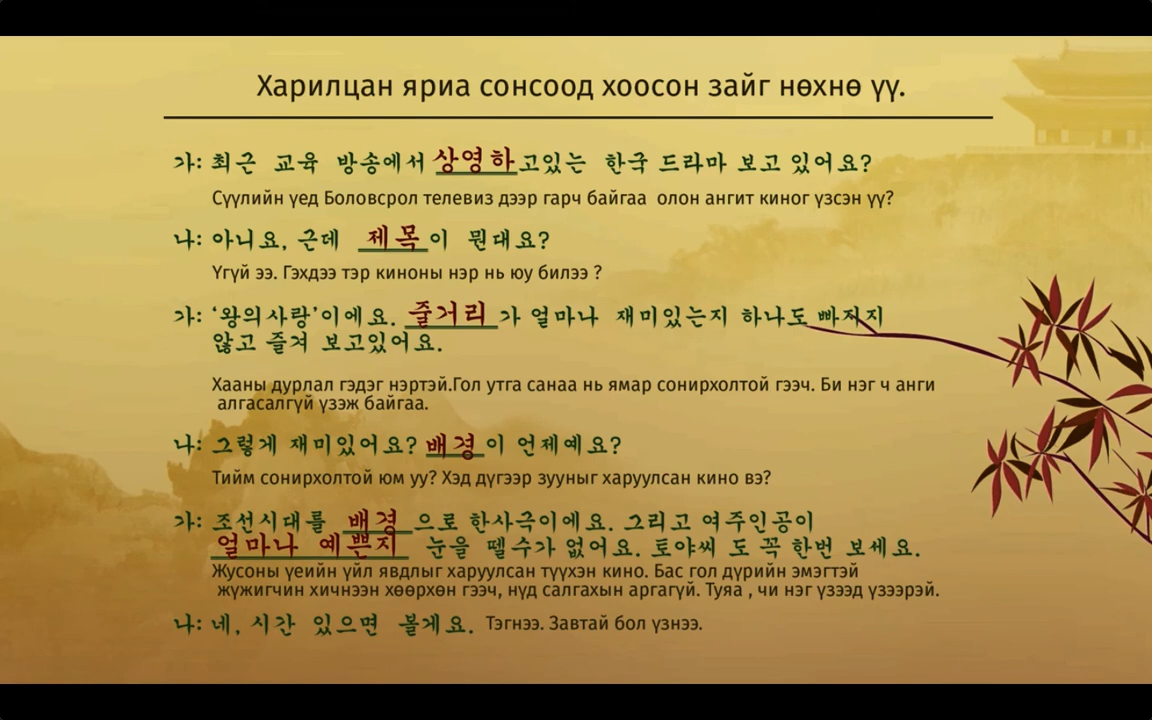 Харилцан яриа сонсоод хоосон зайг нөхнө үү.
가: 최근 교육 방송에서 상영하고있는 한국 드라마 보고 있어요?
Сүүлийн үед Боловсрол телевиз дээр гарч байгаа олон ангит киног үзсэн үү?
나: 아니요, 근데 제목이 뭔대요?
Үгүй ээ. Гэхдээ тэр киноны нэр нь юу билээ ?
가: ‘왕의사랑’이에요. 줄거리가 얼마나 재미있는지 하나도 빠지지
않고 즐겨 보고있어요.
Хааны дурлал гэдэг нэртэй.Гол утга санаа нь ямар сонирхолтой гээч. Би нэг ч анги
алгасалгүй үзэж байгаа.
나: 그렇게 재미있어요? 배경이 언제예요?
Тийм сонирхолтой юм уу? Хэд дүгээр зууныг харуулсан кино вэ?
가: 조선시대를 배경으로 한사극이에요. 그리고 여주인공이
얼마나 예쁜지 눈을 뗄수가 없어요. 토야씨 도 꼭 한번 보세요.
Жусоны үеийн үйл явдлыг харуулсан түүхэн кино. Бас гол дүрийн эмэгтэй
жүжигчин хичнээн хөөрхөн гээч, нүд салгахын аргагүй. Туяа , чи нэг үзээд үзээрэй.
나: 네, 시간 있으면 볼게요. Тэгнээ. Завтай бол үзнээ.